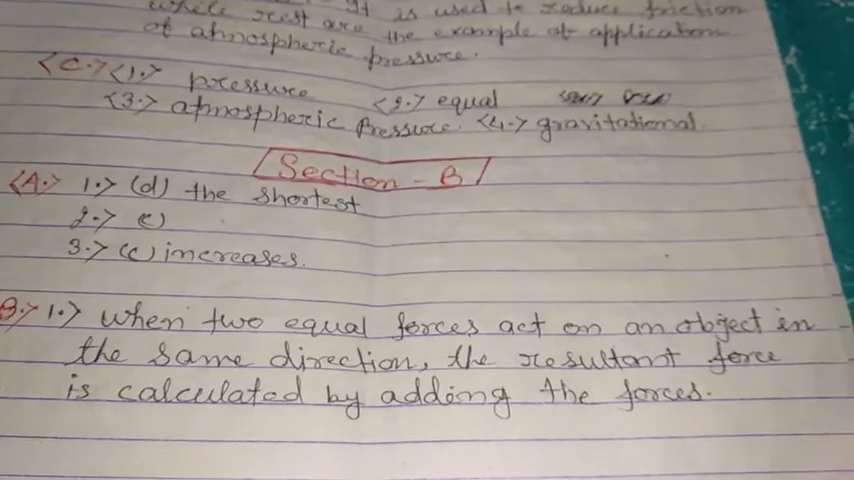 while rest are It is used to reduce friction
of atmospheric the example of application
pressure.
<C.> <1.> pressure <2.> equal
<3.> atmospheric Pressure. <4.> gravitational.
Section - B
<A.> 1.> (d) the shortest
2.> (c)
3.> (c) increases.
B.> 1.> When two equal forces act on an object in
the same direction, the resultant force
is calculated by adding the forces.